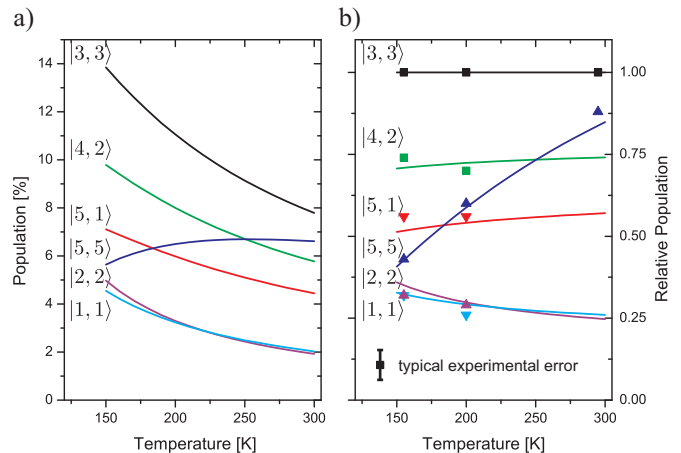 a)
b)
|3, 3⟩
|4, 2⟩
|5, 1⟩
|5, 5⟩
|2, 2⟩
|1, 1⟩
14
12
10
8
6
4
2
0
Population [%]
150 200 250 300
Temperature [K]
|3, 3⟩
|4, 2⟩
|5, 1⟩
|5, 5⟩
|2, 2⟩
|1, 1⟩
typical experimental error
1.00
0.75
0.50
0.25
0.00
Relative Population
150 200 250 300
Temperature [K]